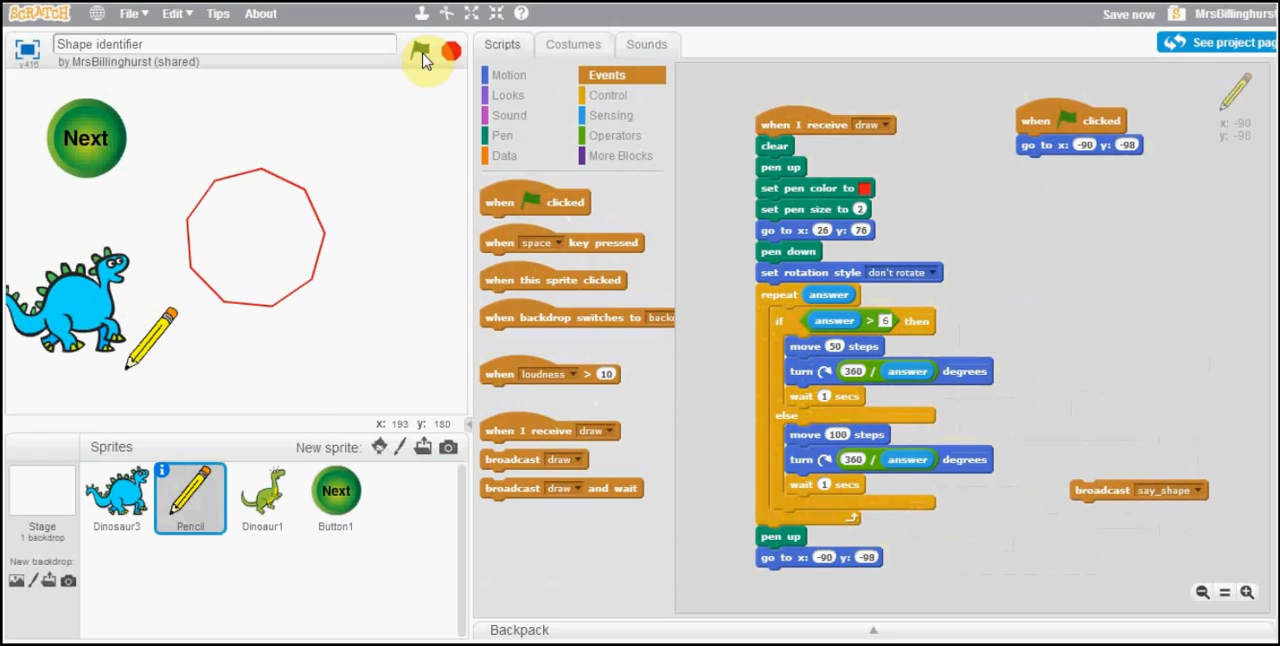 SCRATCH File Edit Tips About Save now S MrsBillinghurst
v416 Shape identifier
by MrsBillinghurst (shared)
Scripts Costumes Sounds
See project pag
Next
Motion Events
Looks Control
Sound Sensing
Pen Operators
Data More Blocks
when clicked
when space key pressed
when this sprite clicked
when backdrop switches to backd
when loudness > 10
when I receive draw
broadcast draw
broadcast draw and wait
when I receive draw
clear
pen up
set pen color to
set pen size to 2
go to x: 26 y: 76
pen down
set rotation style don't rotate
repeat answer
if answer > 6 then
move 50 steps
turn 360 / answer degrees
wait 1 secs
else
move 100 steps
turn 360 / answer degrees
wait 1 secs
pen up
go to x: -90 y: -98
when clicked
go to x: -90 y: -98
x: -90
y: -98
broadcast say_shape
x: 193 y: 180
Sprites New sprite:
Stage
1 backdrop
New backdrop:
Dinosaur3
i
Pencil
Dinoaur1
Next
Button1
Backpack